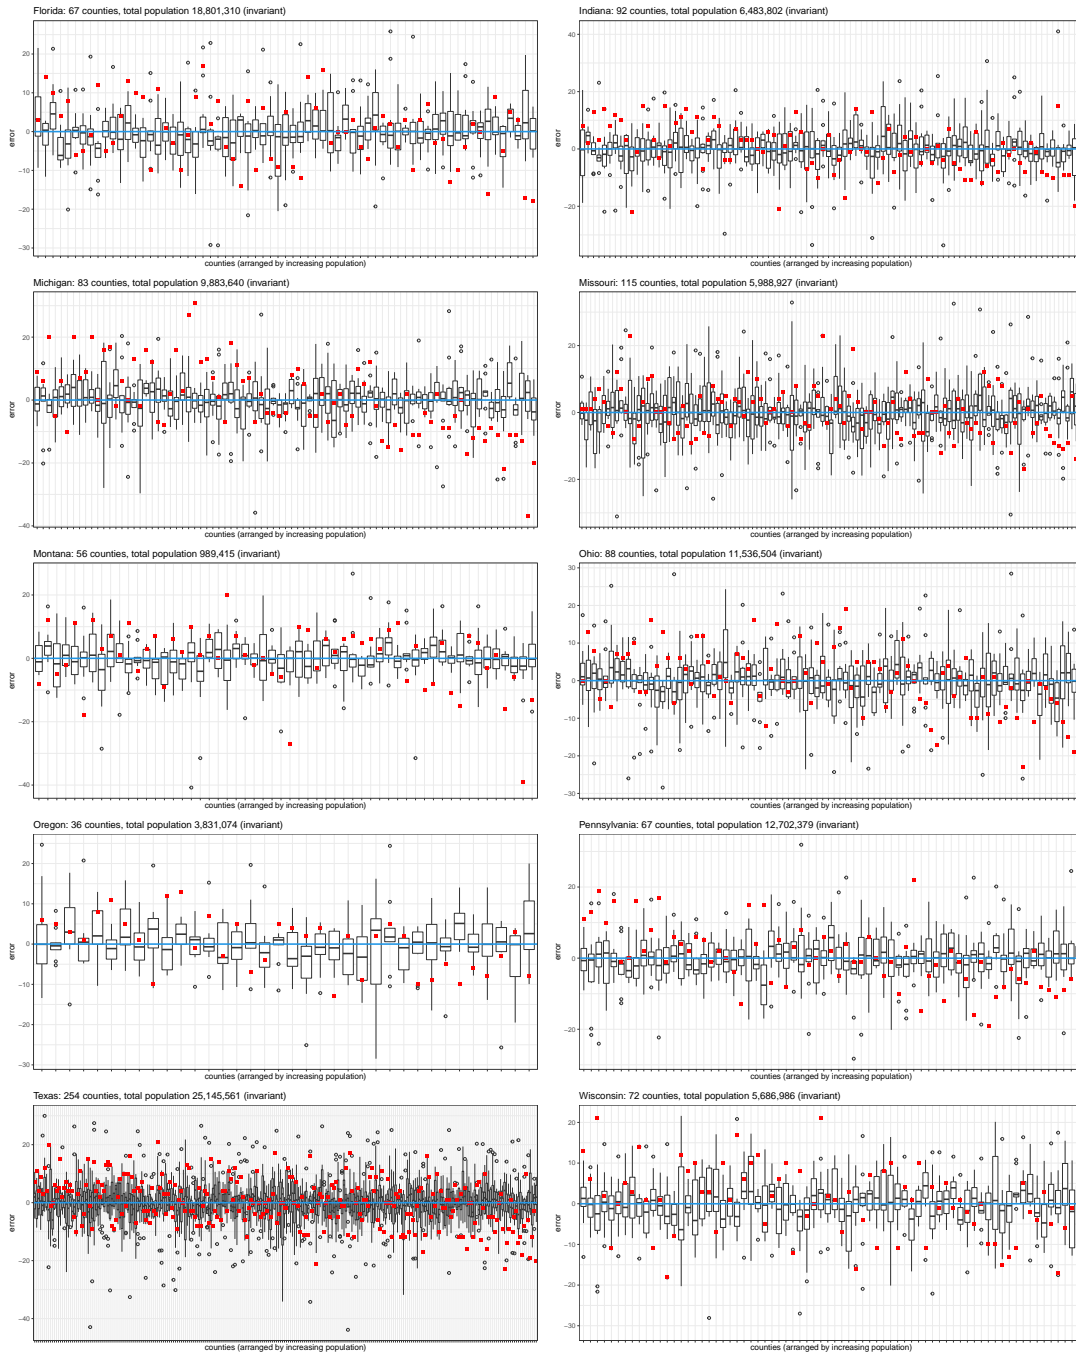 Florida: 67 counties, total population 18,801,310 (invariant)
20
10
0
−10
−20
−30
error
counties (arranged by increasing population)
Indiana: 92 counties, total population 6,483,802 (invariant)
40
20
0
−20
error
counties (arranged by increasing population)
Michigan: 83 counties, total population 9,883,640 (invariant)
20
0
−20
−40
error
counties (arranged by increasing population)
Missouri: 115 counties, total population 5,988,927 (invariant)
20
0
−20
error
counties (arranged by increasing population)
Montana: 56 counties, total population 989,415 (invariant)
20
0
−20
−40
error
counties (arranged by increasing population)
Ohio: 88 counties, total population 11,536,504 (invariant)
30
20
10
0
−10
−20
−30
error
counties (arranged by increasing population)
Oregon: 36 counties, total population 3,831,074 (invariant)
20
10
0
−10
−20
−30
error
counties (arranged by increasing population)
Pennsylvania: 67 counties, total population 12,702,379 (invariant)
20
0
−20
error
counties (arranged by increasing population)
Texas: 254 counties, total population 25,145,561 (invariant)
20
0
−20
−40
error
counties (arranged by increasing population)
Wisconsin: 72 counties, total population 5,686,986 (invariant)
20
10
0
−10
−20
−30
error
counties (arranged by increasing population)